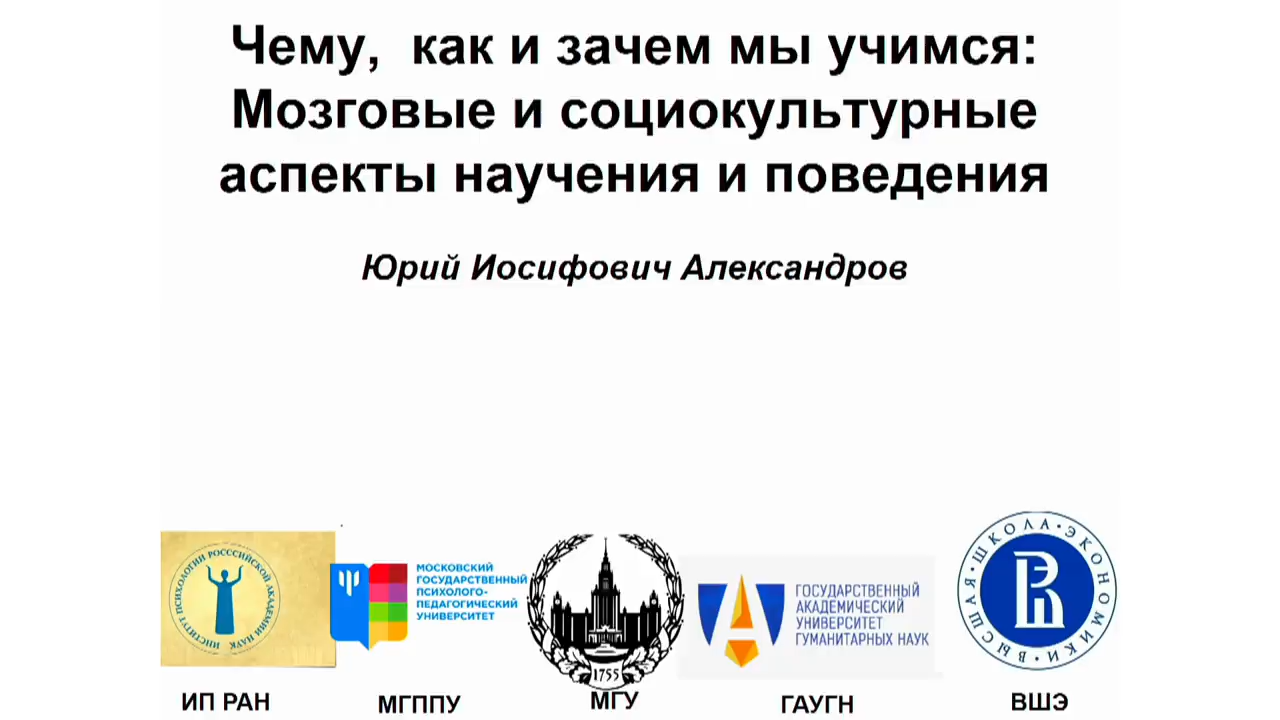 Чему, как и зачем мы учимся:
Мозговые и социокультурные
аспекты научения и поведения
Юрий Иосифович Александров
ИНСТИТУТ ПСИХОЛОГИИ РОСССИЙСКОЙ АКАДЕМИИ НАУК
МОСКОВСКИЙ
ГОСУДАРСТВЕННЫЙ
ПСИХОЛОГО-
ПЕДАГОГИЧЕСКИЙ
УНИВЕРСИТЕТ
1755
ГОСУДАРСТВЕННЫЙ
АКАДЕМИЧЕСКИЙ
УНИВЕРСИТЕТ
ГУМАНИТАРНЫХ НАУК
ВЫСШАЯ • ШКОЛА • ЭКОНОМИКИ •
ИП РАН
МГППУ
МГУ
ГАУГН
ВШЭ